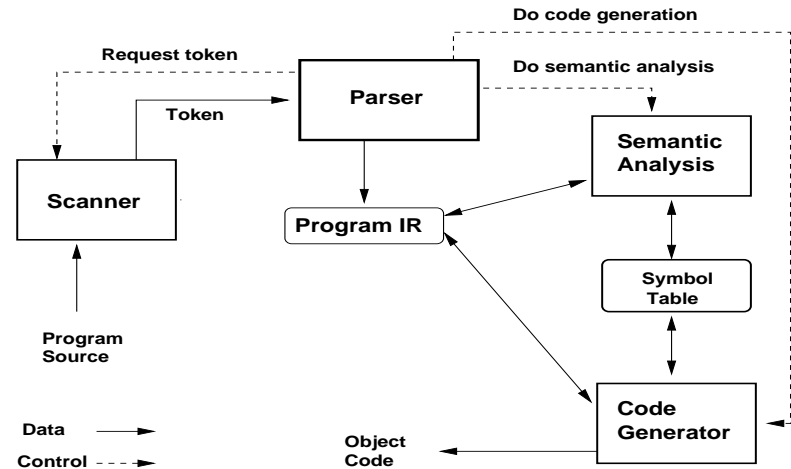 Do code generation
Request token
Do semantic analysis
Parser
Token
Semantic
Analysis
Scanner
Program IR
Symbol
Table
Program
Source
Code
Generator
Data
Object
Code
Control